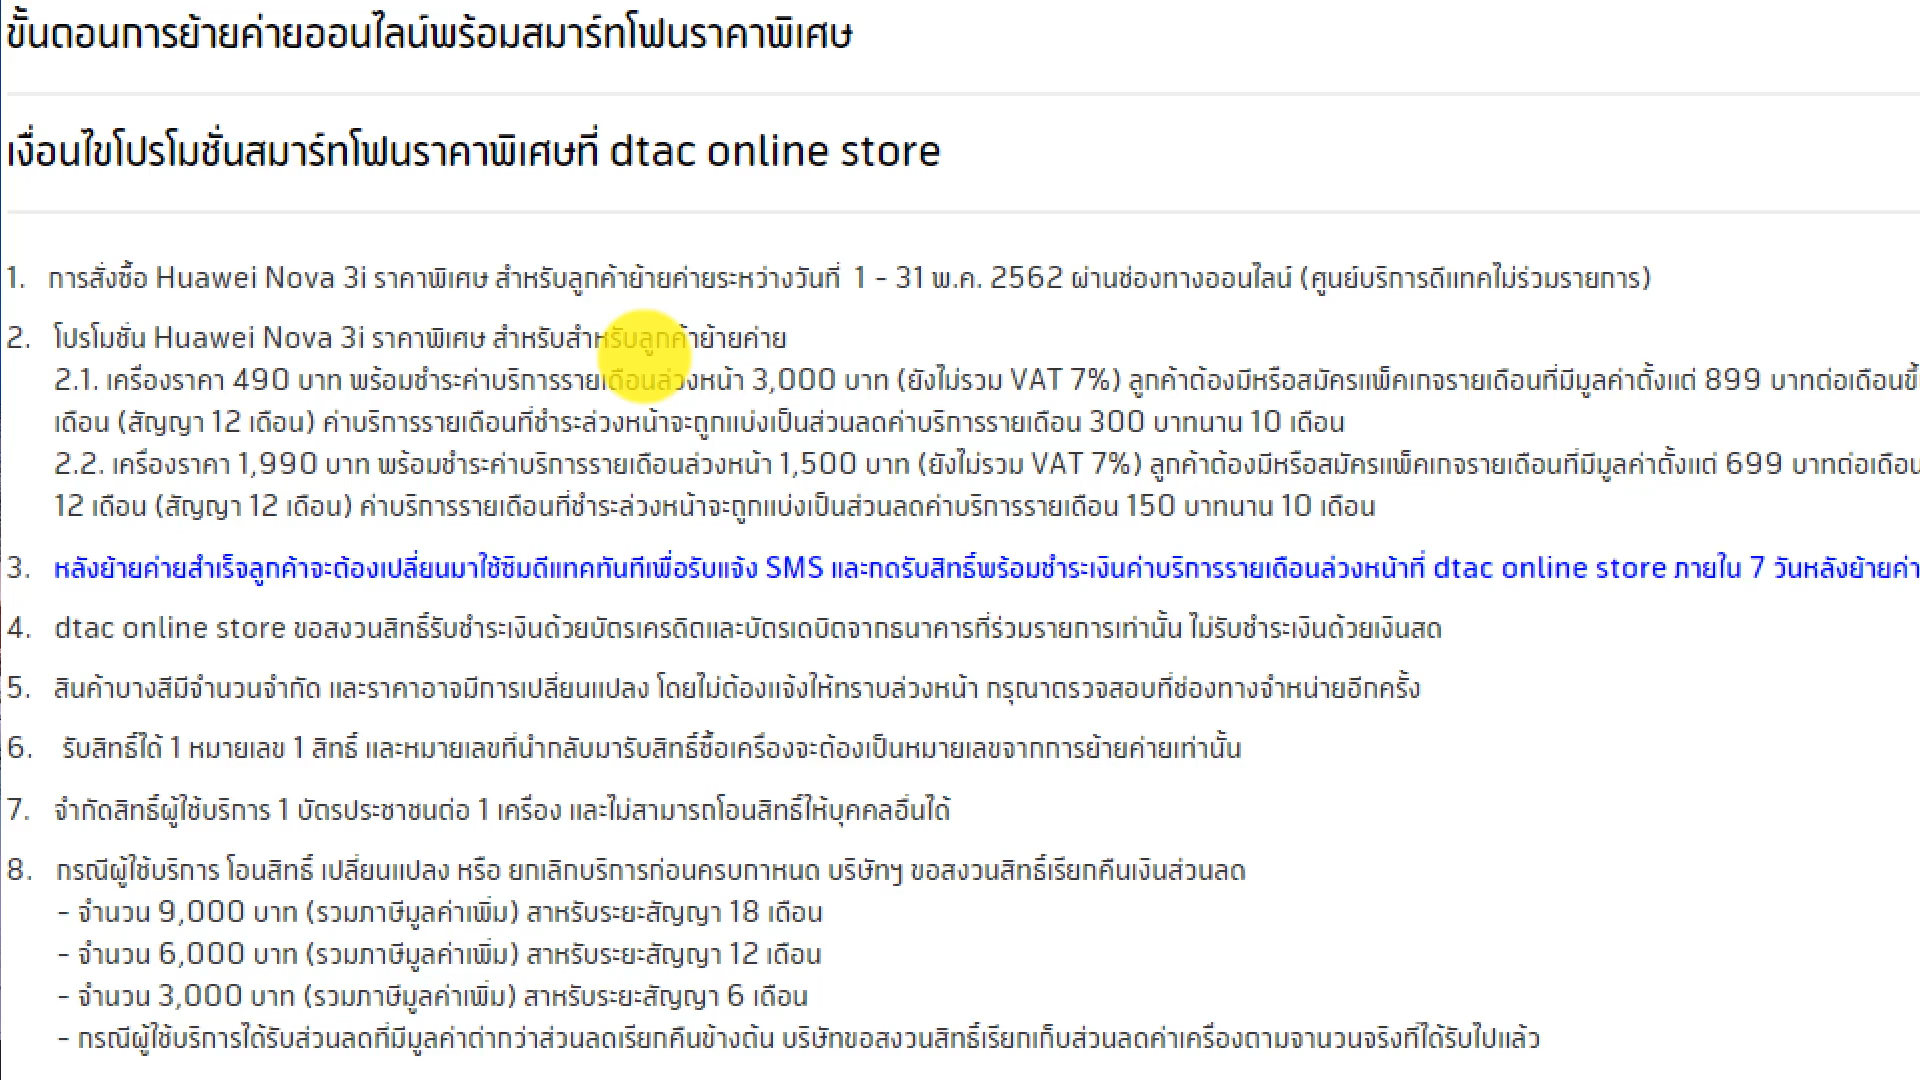 ขั้นตอนการย้ายค่ายออนไลน์พร้อมสมาร์ทโฟนราคาพิเศษ
เงื่อนไขโปรโมชั่นสมาร์ทโฟนราคาพิเศษที่ dtac online store
1. การสั่งซื้อ Huawei Nova 3i ราคาพิเศษ สำหรับลูกค้าย้ายค่ายระหว่างวันที่ 1 - 31 พ.ค. 2562 ผ่านช่องทางออนไลน์ (ศูนย์บริการดีแทคไม่ร่วมรายการ)
2. โปรโมชั่น Huawei Nova 3i ราคาพิเศษ สำหรับสำหรับลูกค้าย้ายค่าย
2.1. เครื่องราคา 490 บาท พร้อมชำระค่าบริการรายเดือนล่วงหน้า 3,000 บาท (ยังไม่รวม VAT 7%) ลูกค้าต้องมีหรือสมัครแพ็คเกจรายเดือนที่มีมูลค่าตั้งแต่ 899 บาทต่อเดือน
เดือน (สัญญา 12 เดือน) ค่าบริการรายเดือนที่ชำระล่วงหน้าจะถูกแบ่งเป็นส่วนลดค่าบริการรายเดือน 300 บาทนาน 10 เดือน
2.2. เครื่องราคา 1,990 บาท พร้อมชำระค่าบริการรายเดือนล่วงหน้า 1,500 บาท (ยังไม่รวม VAT 7%) ลูกค้าต้องมีหรือสมัครแพ็คเกจรายเดือนที่มีมูลค่าตั้งแต่ 699 บาทต่อเดือน
12 เดือน (สัญญา 12 เดือน) ค่าบริการรายเดือนที่ชำระล่วงหน้าจะถูกแบ่งเป็นส่วนลดค่าบริการรายเดือน 150 บาทนาน 10 เดือน
3. หลังย้ายค่ายสำเร็จลูกค้าจะต้องเปลี่ยนมาใช้ซิมดีแทคทันทีเพื่อรับแจ้ง SMS และกดรับสิทธิ์พร้อมชำระเงินค่าบริการรายเดือนล่วงหน้าที่ dtac online store ภายใน 7 วันหลังย้าย
4. dtac online store ขอสงวนสิทธิ์รับชำระเงินด้วยบัตรเครดิตและบัตรเดบิตจากธนาคารที่ร่วมรายการเท่านั้น ไม่รับชำระเงินด้วยเงินสด
5. สินค้าบางสีมีจำนวนจำกัด และราคาอาจมีการเปลี่ยนแปลง โดยไม่ต้องแจ้งให้ทราบล่วงหน้า กรุณาตรวจสอบที่ช่องทางจำหน่ายอีกครั้ง
6. รับสิทธิ์ได้ 1 หมายเลข 1 สิทธิ์ และหมายเลขที่นำกลับมารับสิทธิ์ซื้อเครื่องจะต้องเป็นหมายเลขจากการย้ายค่ายเท่านั้น
7. จำกัดสิทธิ์ผู้ใช้บริการ 1 บัตรประชาชนต่อ 1 เครื่อง และไม่สามารถโอนสิทธิ์ให้บุคคลอื่นได้
8. กรณีผู้ใช้บริการ โอนสิทธิ์ เปลี่ยนแปลง หรือ ยกเลิกบริการก่อนครบกาหนด บริษัทฯ ขอสงวนสิทธิ์เรียกคืนเงินส่วนลด
- จำนวน 9,000 บาท (รวมภาษีมูลค่าเพิ่ม) สาหรับระยะสัญญา 18 เดือน
- จำนวน 6,000 บาท (รวมภาษีมูลค่าเพิ่ม) สาหรับระยะสัญญา 12 เดือน
- จำนวน 3,000 บาท (รวมภาษีมูลค่าเพิ่ม) สาหรับระยะสัญญา 6 เดือน
- กรณีผู้ใช้บริการได้รับส่วนลดที่มีมูลค่าต่ากว่าส่วนลดเรียกคืนข้างต้น บริษัทขอสงวนสิทธิ์เรียกเก็บส่วนลดค่าเครื่องตามจานวนจริงที่ได้รับไปแล้ว